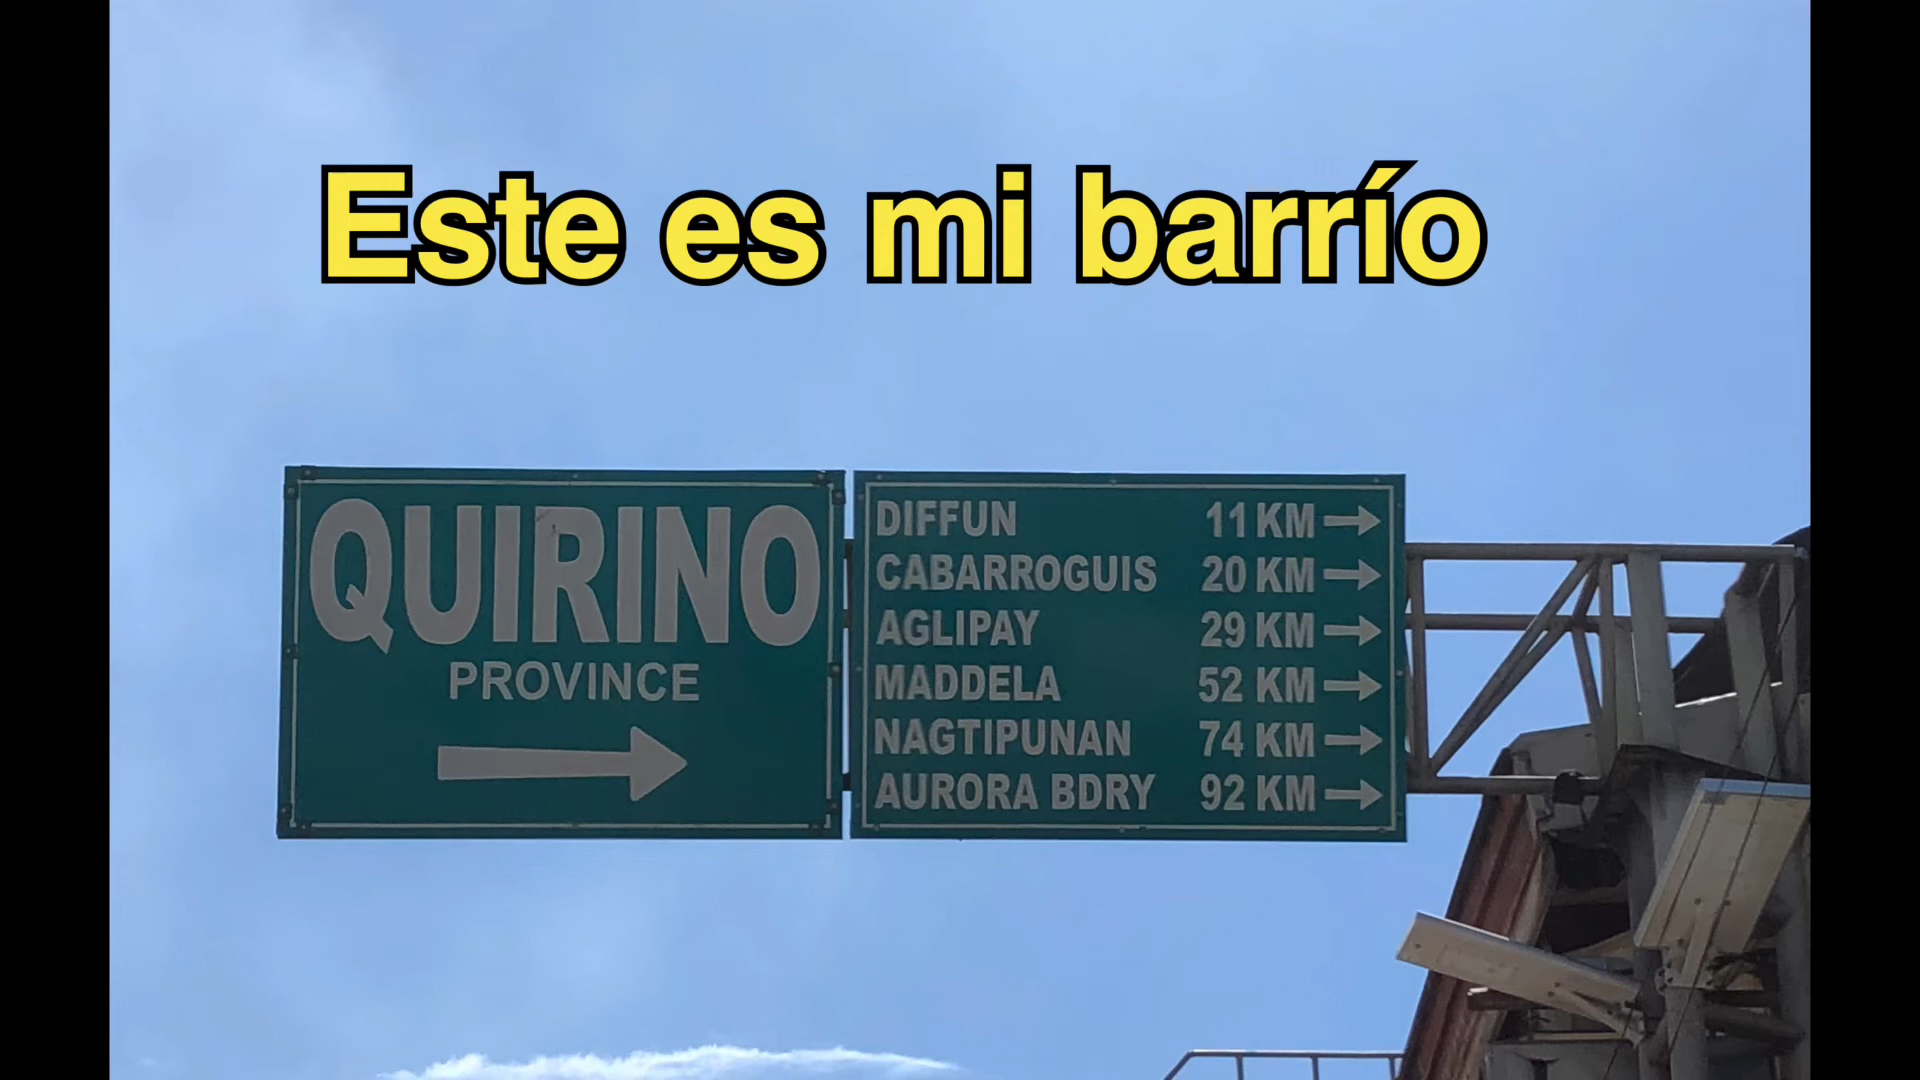 Este es mi barrío
QUIRINO
PROVINCE
DIFFUN 11 KM
CABARROGUIS 20 KM
AGLIPAY 29 KM
MADDELA 52 KM
NAGTIPUNAN 74 KM
AURORA BDRY 92 KM